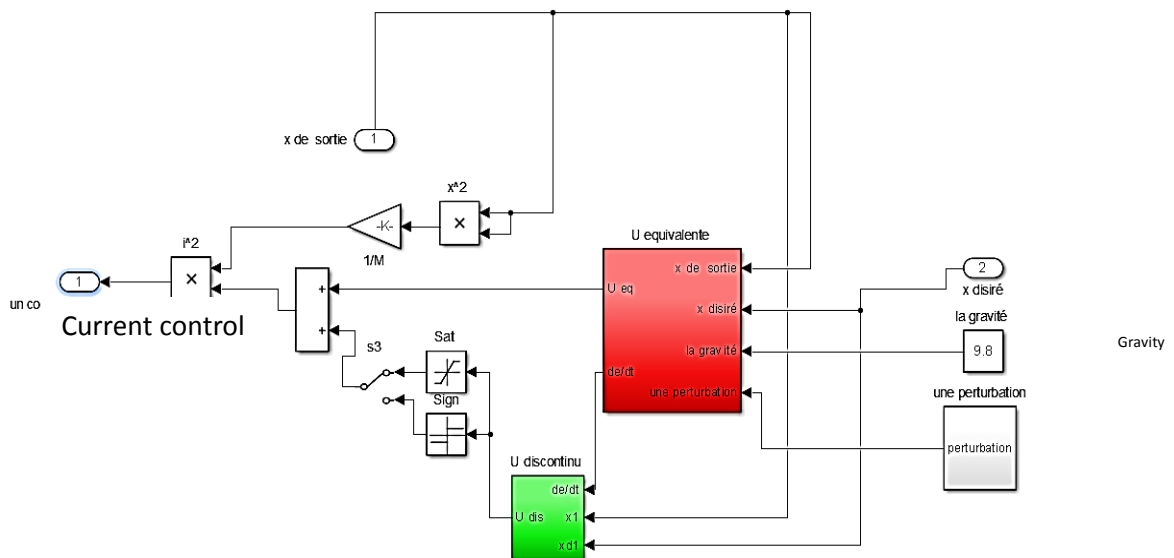 x de sortie
1
x^2
×
-K-
1/M
i^2
×
1
un co
Current control
+
+
s3
Sat
Sign
U equivalente
x de sortie
U eq
x disiré
la gravité
de/dt
une perturbation
2
x disiré
la gravité
9.8
Gravity
une perturbation
perturbation
U discontinu
de/dt
U dis
x1
xd1